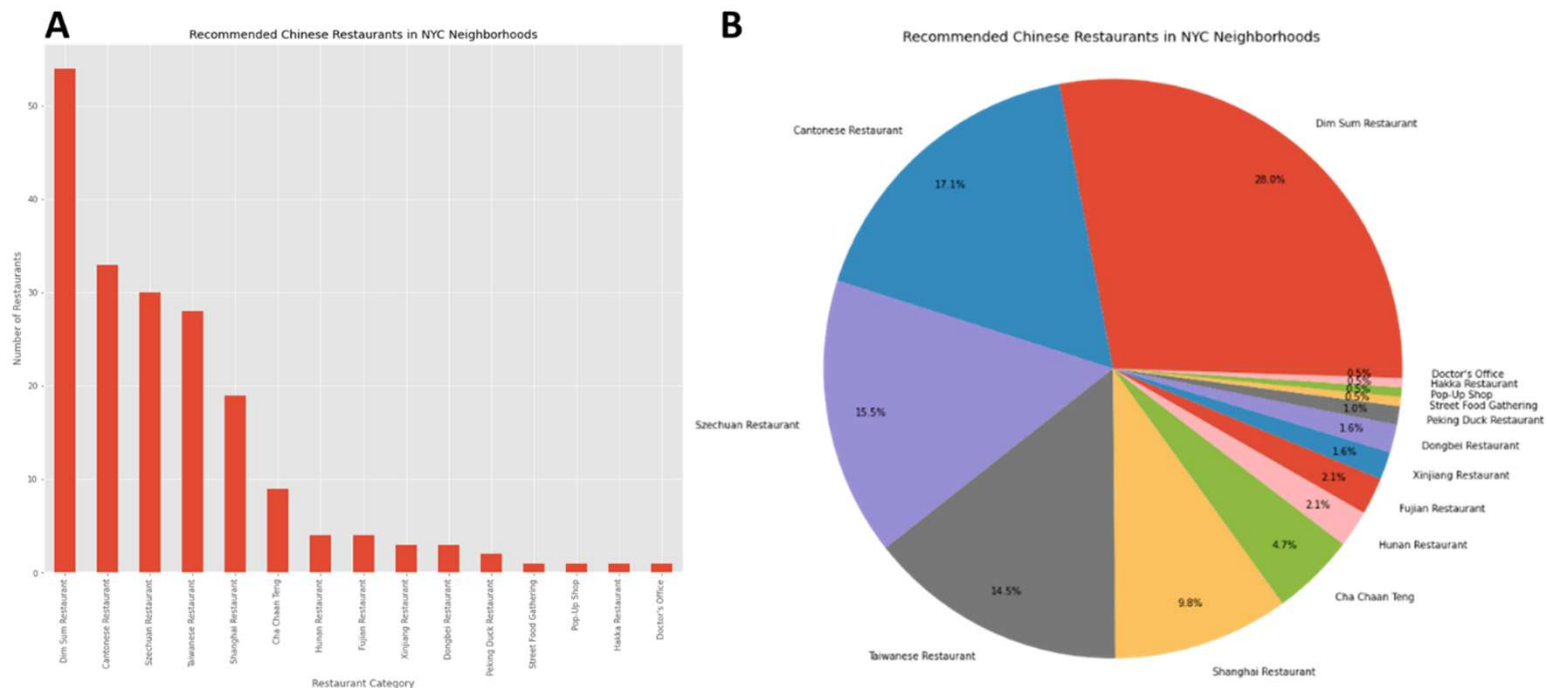 A
Recommended Chinese Restaurants in NYC Neighborhoods
Number of Restaurants
50
40
30
20
10
0
Dim Sum Restaurant
Cantonese Restaurant
Szechuan Restaurant
Taiwanese Restaurant
Shanghai Restaurant
Cha Chaan Teng
Hunan Restaurant
Fujian Restaurant
Xinjiang Restaurant
Dongbei Restaurant
Peking Duck Restaurant
Street Food Gathering
Pop-Up Shop
Hakka Restaurant
Doctor's Office
Restaurant Category
B
Recommended Chinese Restaurants in NYC Neighborhoods
Dim Sum Restaurant
28.0%
Cantonese Restaurant
17.1%
Szechuan Restaurant
15.5%
Taiwanese Restaurant
14.5%
Shanghai Restaurant
9.8%
Cha Chaan Teng
4.7%
Hunan Restaurant
2.1%
Fujian Restaurant
2.1%
Xinjiang Restaurant
1.6%
Dongbei Restaurant
1.6%
Peking Duck Restaurant
1.0%
Street Food Gathering
0.5%
Pop-Up Shop
0.5%
Hakka Restaurant
0.5%
Doctor's Office
0.5%